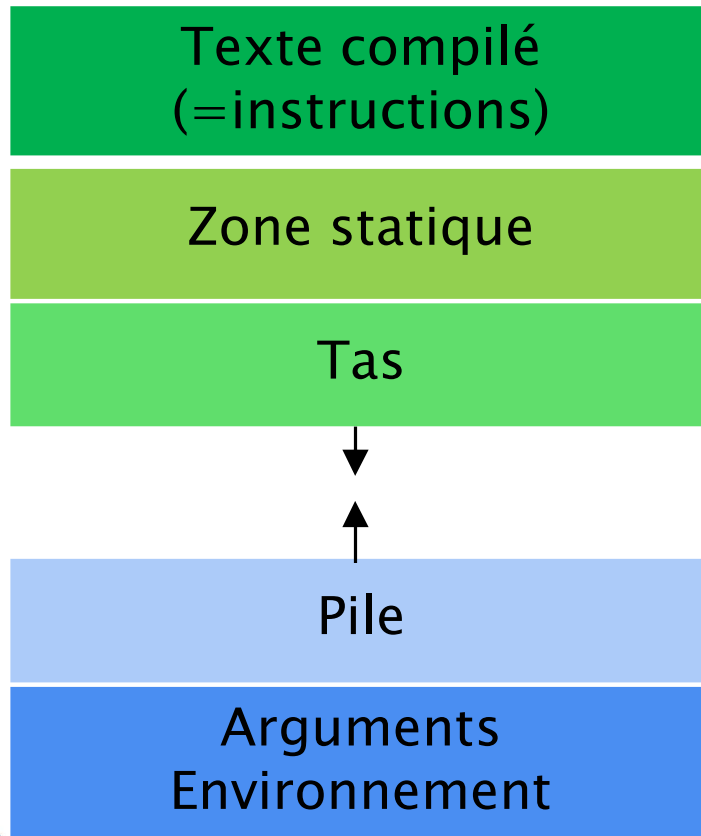 Texte compilé
(=instructions)
Zone statique
Tas
Pile
Arguments
Environnement